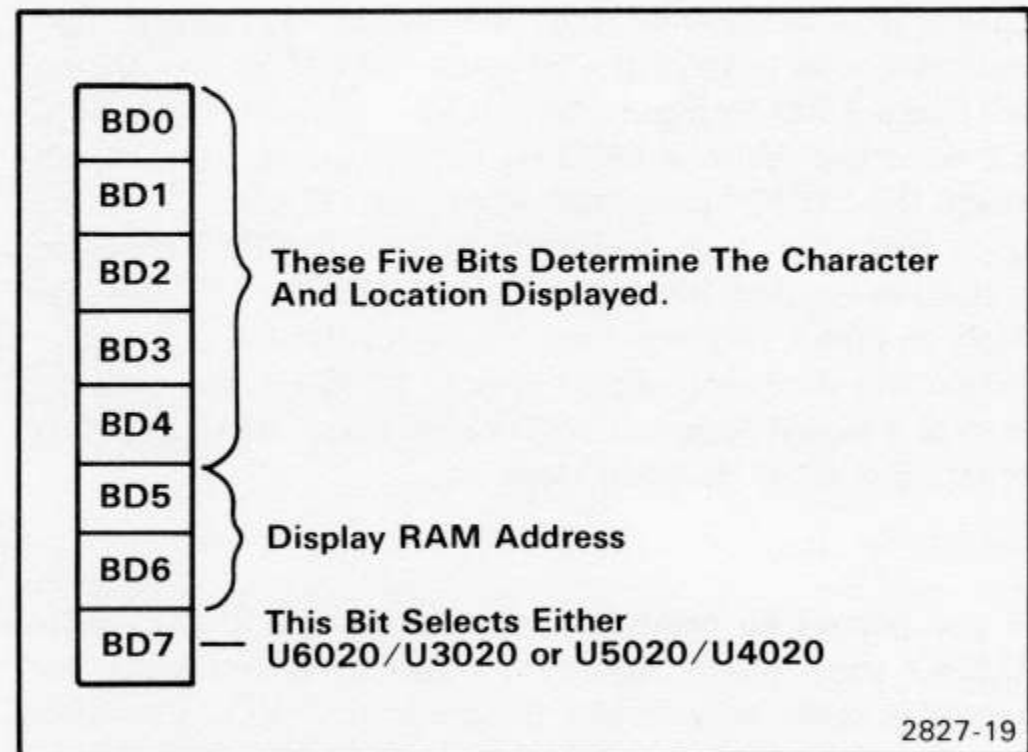 BD0
BD1
BD2
BD3
BD4
BD5
BD6
BD7
These Five Bits Determine The Character
And Location Displayed.
Display RAM Address
This Bit Selects Either
U6020/U3020 or U5020/U4020
2827-19